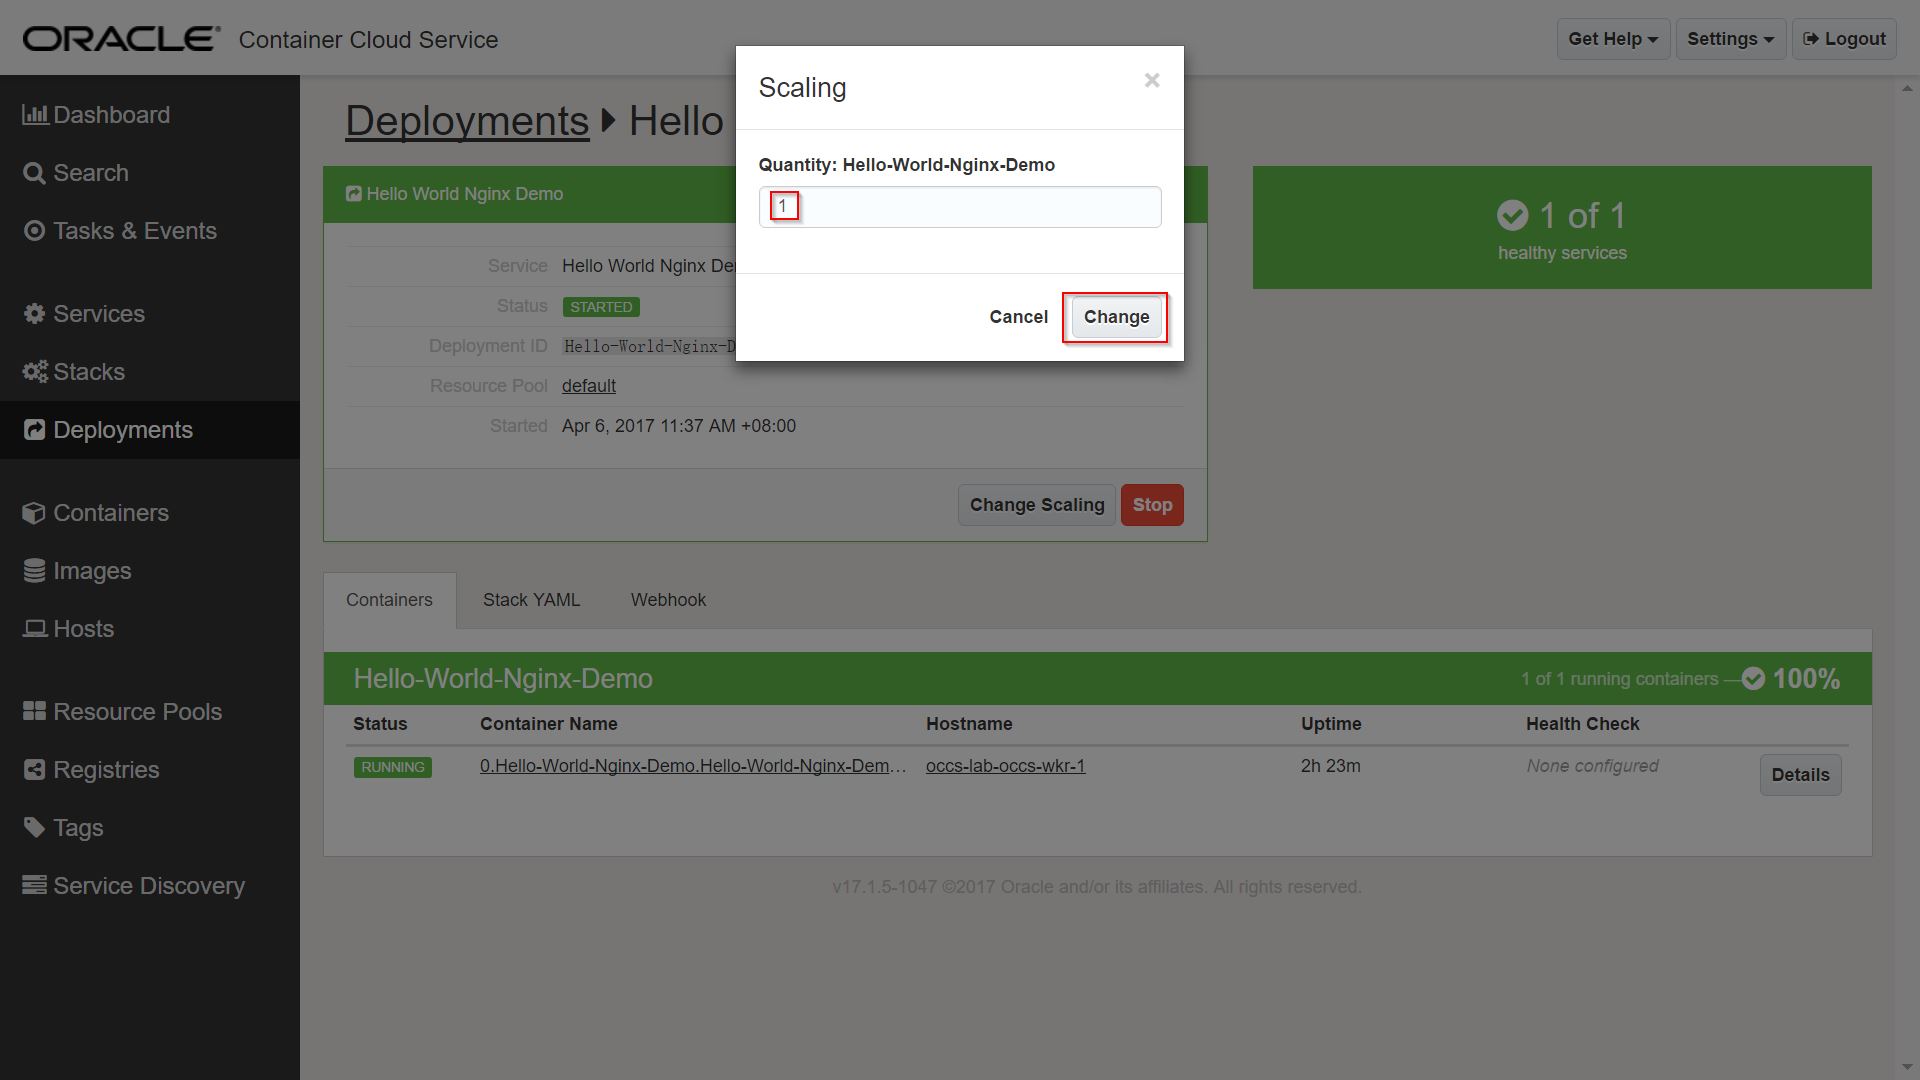 ORACLE® Container Cloud Service
Get Help
Settings
Logout
Dashboard
Search
Tasks & Events
Services
Stacks
Deployments
Containers
Images
Hosts
Resource Pools
Registries
Tags
Service Discovery
Deployments Hello
Hello World Nginx Demo
Service Hello World Nginx De
Status STARTED
Deployment ID Hello-World-Nginx-D
Resource Pool default
Started Apr 6, 2017 11:37 AM +08:00
Change Scaling
Stop
Scaling
×
Quantity: Hello-World-Nginx-Demo
1
Cancel
Change
1 of 1
healthy services
Containers
Stack YAML
Webhook
Hello-World-Nginx-Demo
1 of 1 running containers — 100%
Status Container Name Hostname Uptime Health Check
RUNNING 0.Hello-World-Nginx-Demo.Hello-World-Nginx-Dem… occs-lab-occs-wkr-1 2h 23m None configured Details
v17.1.5-1047 ©2017 Oracle and/or its affiliates. All rights reserved.